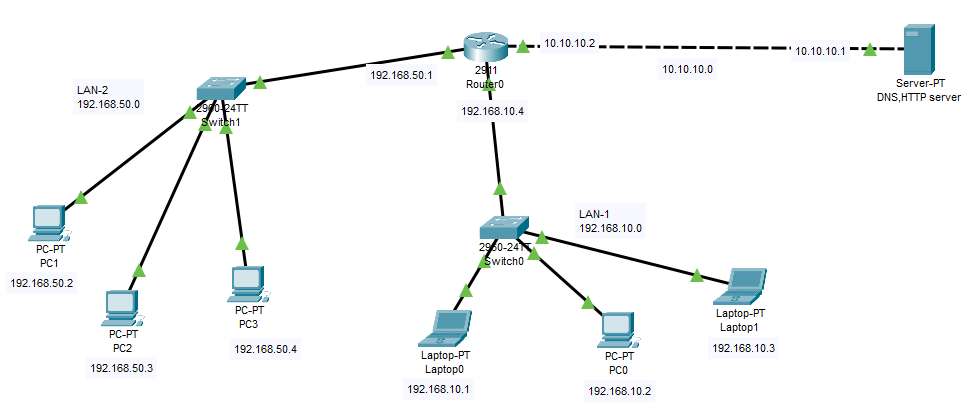 10.10.10.2
10.10.10.1
10.10.10.0
192.168.50.1
2911
Router0
Server-PT
DNS,HTTP server
LAN-2
192.168.50.0
2960-24TT
Switch1
192.168.10.4
LAN-1
192.168.10.0
2960-24TT
Switch0
PC-PT
PC1
192.168.50.2
PC-PT
PC2
192.168.50.3
PC-PT
PC3
192.168.50.4
Laptop-PT
Laptop0
192.168.10.1
PC-PT
PC0
192.168.10.2
Laptop-PT
Laptop1
192.168.10.3